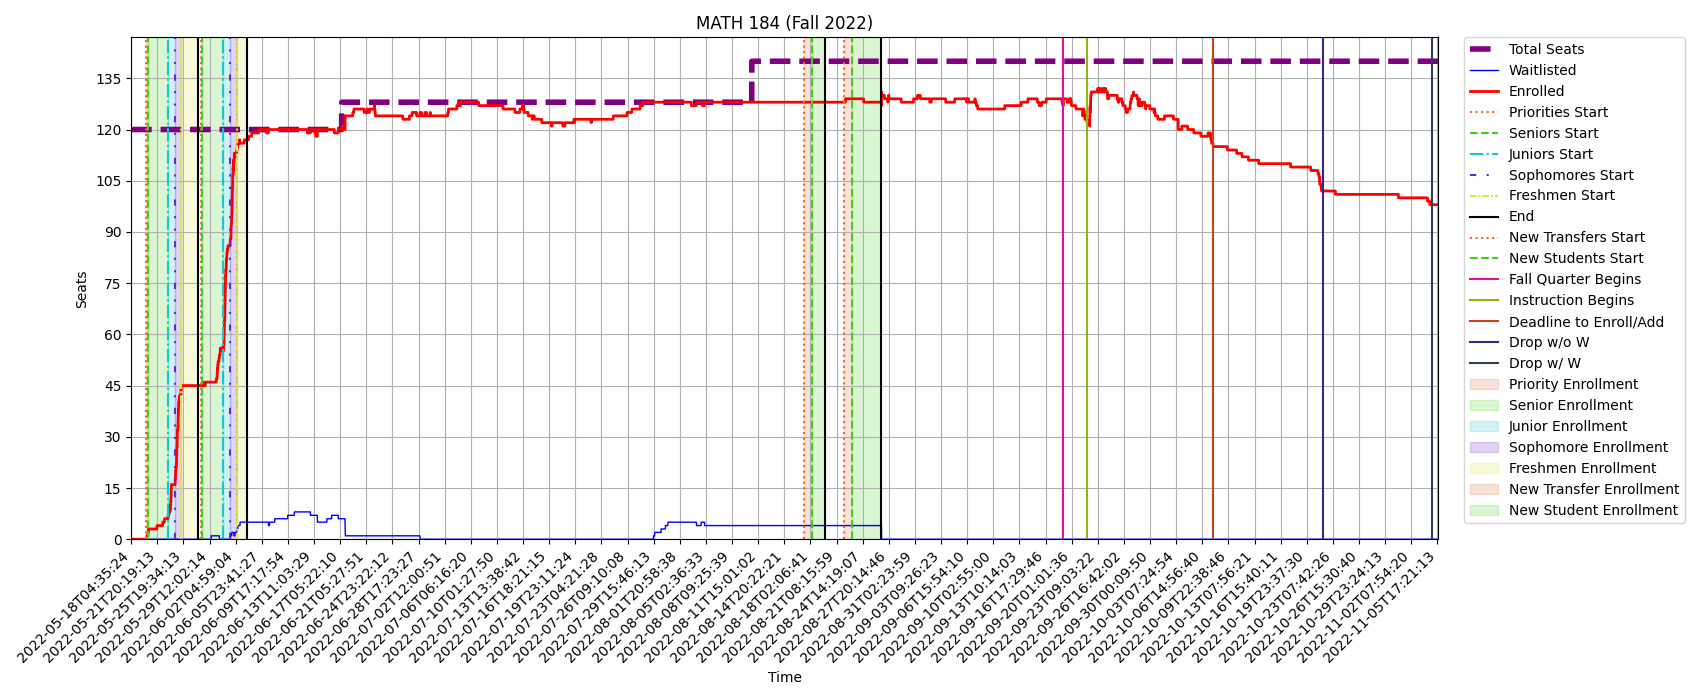 MATH 184 (Fall 2022)
Seats
135
120
105
90
75
60
45
30
15
0
2022-05-18T04:35:24
2022-05-21T20:19:13
2022-05-25T19:34:13
2022-05-29T12:02:14
2022-06-02T04:59:04
2022-06-05T23:41:27
2022-06-09T17:17:54
2022-06-13T11:03:29
2022-06-17T05:22:10
2022-06-21T05:27:51
2022-06-24T23:22:12
2022-06-28T17:23:27
2022-07-02T12:00:51
2022-07-06T06:16:20
2022-07-10T01:27:50
2022-07-13T13:38:42
2022-07-16T18:21:15
2022-07-19T23:11:24
2022-07-23T04:21:28
2022-07-26T09:10:08
2022-07-29T15:46:13
2022-08-01T20:58:38
2022-08-05T02:36:33
2022-08-08T09:25:39
2022-08-11T15:01:02
2022-08-14T20:22:21
2022-08-18T02:06:41
2022-08-21T08:15:59
2022-08-24T14:19:07
2022-08-27T20:14:46
2022-08-31T02:23:59
2022-09-03T09:26:23
2022-09-06T15:54:10
2022-09-10T02:55:00
2022-09-13T10:14:03
2022-09-16T17:29:46
2022-09-20T01:01:36
2022-09-23T09:03:22
2022-09-26T16:42:02
2022-09-30T00:09:50
2022-10-03T07:24:54
2022-10-06T14:56:40
2022-10-09T22:38:46
2022-10-13T07:56:21
2022-10-16T15:40:11
2022-10-19T23:37:30
2022-10-23T07:42:26
2022-10-26T15:30:40
2022-10-29T23:24:13
2022-11-02T07:54:20
2022-11-05T17:21:13
Time
Total Seats
Waitlisted
Enrolled
Priorities Start
Seniors Start
Juniors Start
Sophomores Start
Freshmen Start
End
New Transfers Start
New Students Start
Fall Quarter Begins
Instruction Begins
Deadline to Enroll/Add
Drop w/o W
Drop w/ W
Priority Enrollment
Senior Enrollment
Junior Enrollment
Sophomore Enrollment
Freshmen Enrollment
New Transfer Enrollment
New Student Enrollment